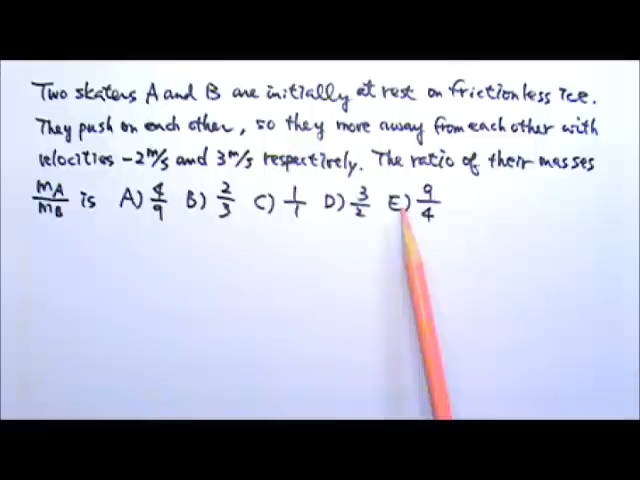 Two skaters A and B are initially at rest on frictionless ice.
They push on each other, so they move away from each other with
velocities -2 m/s and 3 m/s respectively. The ratio of their masses
mA/mB is A) 4/9 B) 2/3 C) 1/1 D) 3/2 E) 9/4